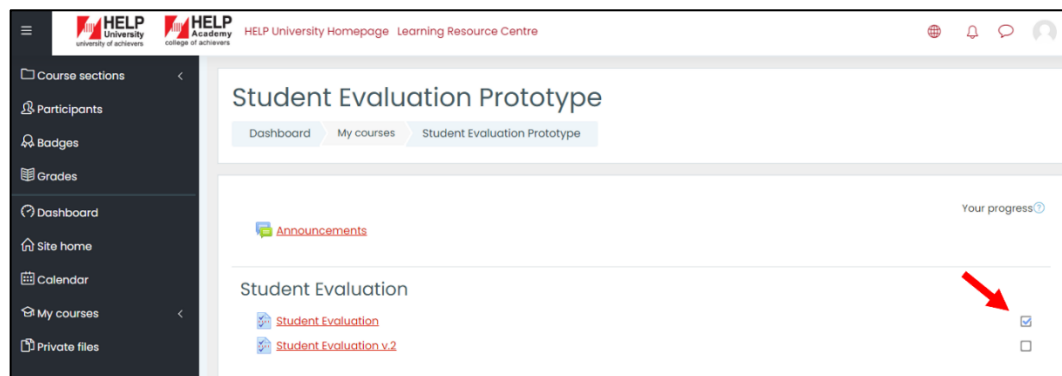 HELP
University
university of achievers
HELP
Academy
college of achievers
HELP University Homepage Learning Resource Centre
Course sections
Participants
Badges
Grades
Dashboard
Site home
Calendar
My courses
Private files
Student Evaluation Prototype
Dashboard My courses Student Evaluation Prototype
Your progress
Announcements
Student Evaluation
Student Evaluation
Student Evaluation v.2